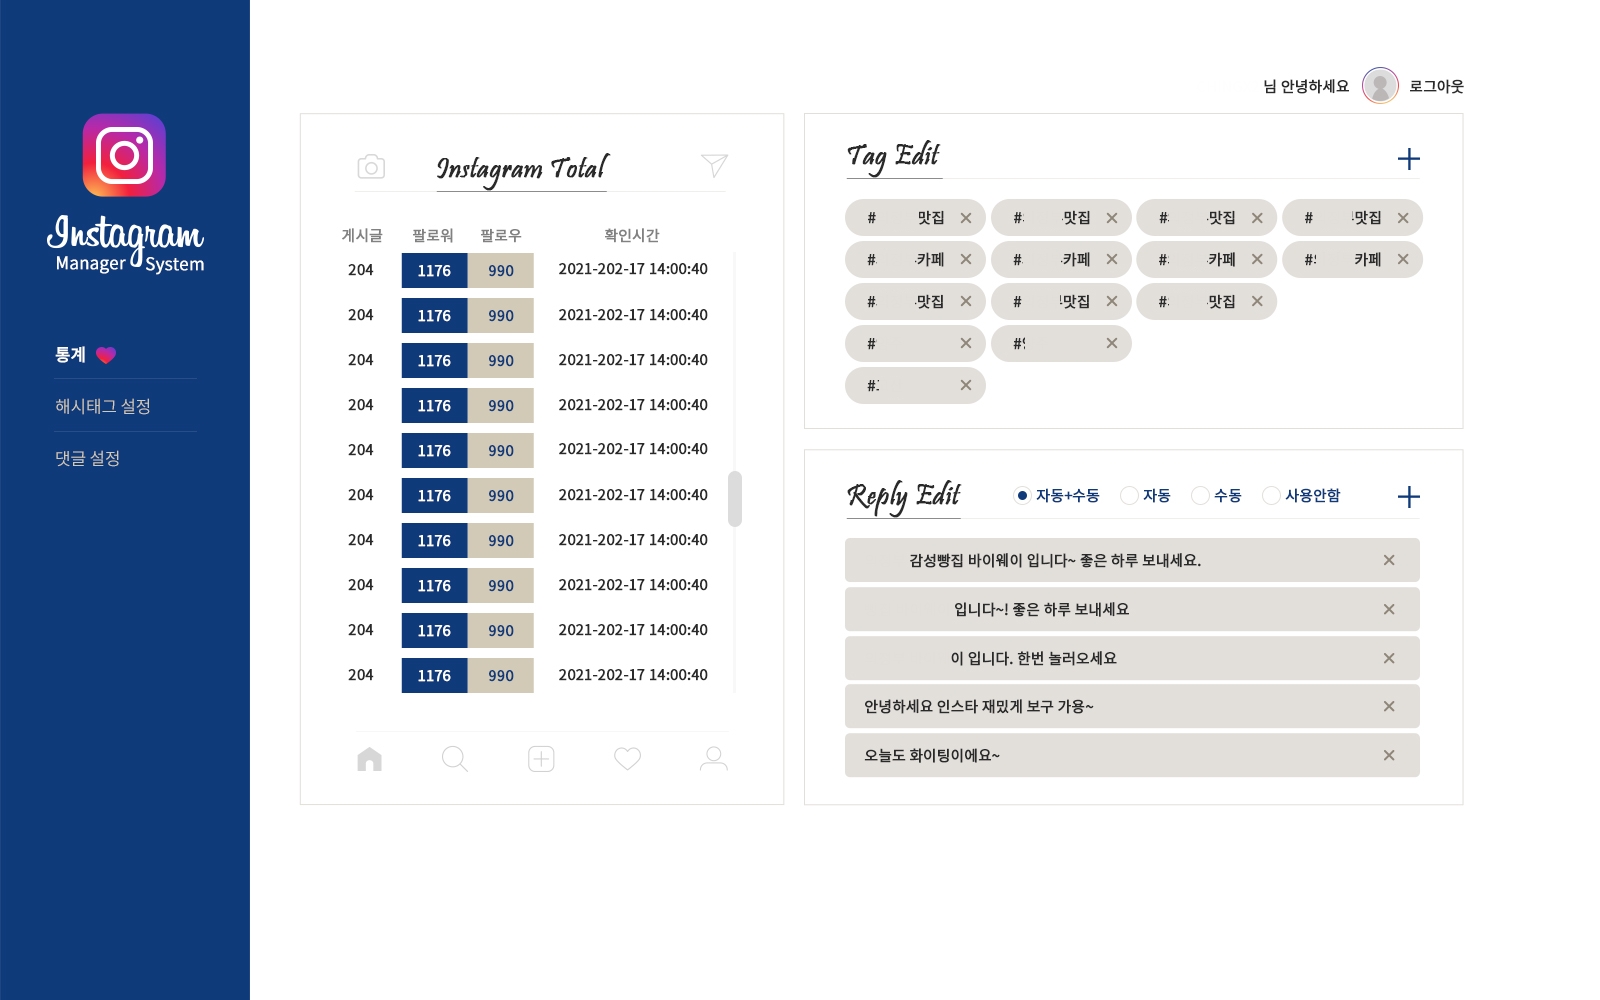 님 안녕하세요 로그아웃
Instagram
Manager System
통계
해시태그 설정
댓글 설정
Instagram Total
게시글 팔로워 팔로우 확인시간
204 1176 990 2021-202-17 14:00:40
204 1176 990 2021-202-17 14:00:40
204 1176 990 2021-202-17 14:00:40
204 1176 990 2021-202-17 14:00:40
204 1176 990 2021-202-17 14:00:40
204 1176 990 2021-202-17 14:00:40
204 1176 990 2021-202-17 14:00:40
204 1176 990 2021-202-17 14:00:40
204 1176 990 2021-202-17 14:00:40
204 1176 990 2021-202-17 14:00:40
Tag Edit
# 맛집 # 맛집 # 맛집 # 맛집
# 카페 # 카페 # 카페 # 카페
# 맛집 # 맛집 # 맛집
# #
#
Reply Edit 자동+수동 자동 수동 사용안함
감성빵집 바이웨이 입니다~ 좋은 하루 보내세요.
입니다~! 좋은 하루 보내세요
이 입니다. 한번 놀러오세요
안녕하세요 인스타 재밌게 보구 가용~
오늘도 화이팅이에요~